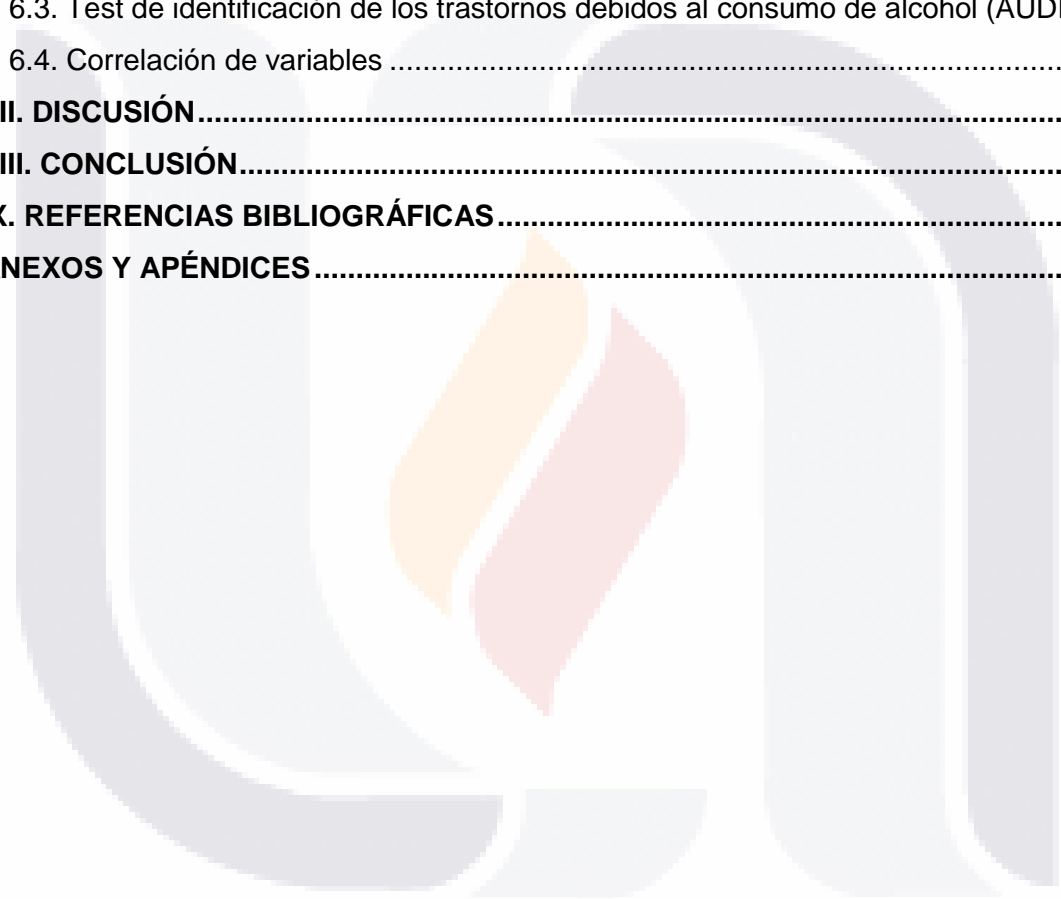 6.3. Test de identificación de los trastornos debidos al consumo de alcohol (AUDI
6.4. Correlación de variables ....................................................................................
II. DISCUSIÓN.............................................................................................................
III. CONCLUSIÓN........................................................................................................
X. REFERENCIAS BIBLIOGRÁFICAS.......................................................................
NEXOS Y APÉNDICES..............................................................................................